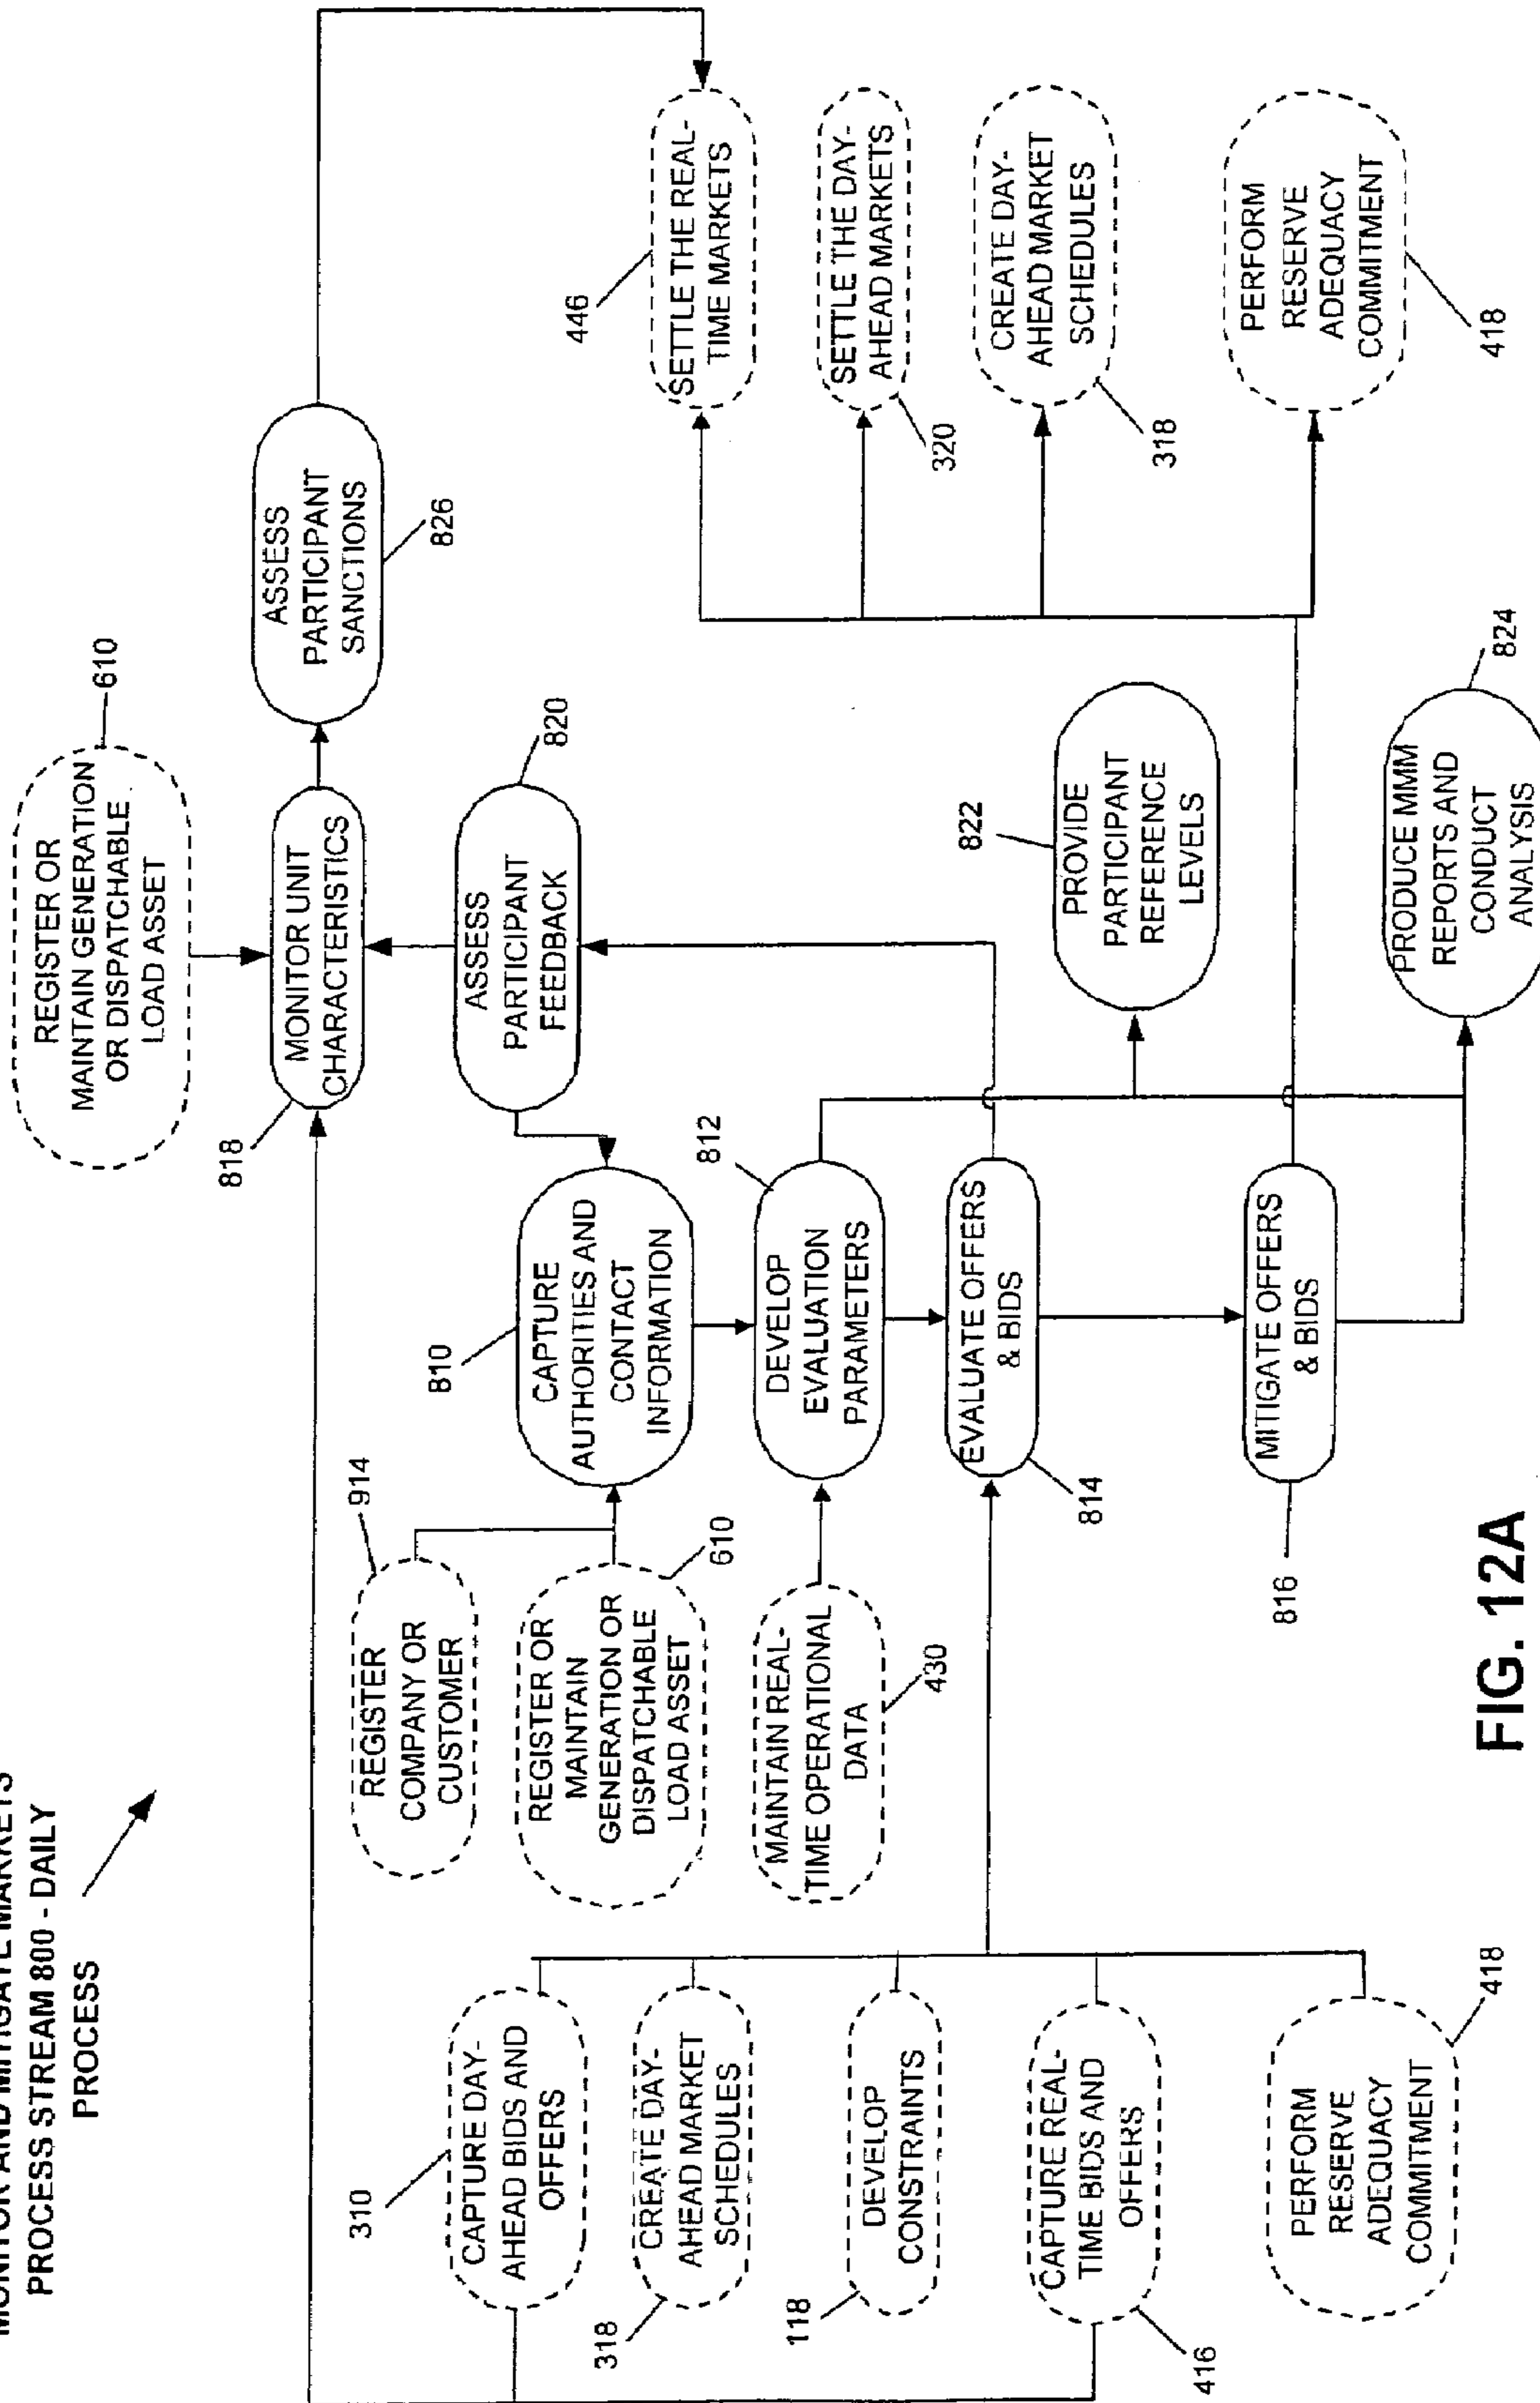 MONITOR AND MITIGATE MARKETS
PROCESS STREAM 800 - DAILY
PROCESS
310
CAPTURE DAY-
AHEAD BIDS AND
OFFERS
318
CREATE DAY-
AHEAD MARKET
SCHEDULES
118
DEVELOP
CONSTRAINTS
416
CAPTURE REAL-
TIME BIDS AND
OFFERS
PERFORM
RESERVE
ADEQUACY
COMMITMENT
418
REGISTER
COMPANY OR
CUSTOMER
914
REGISTER OR
MAINTAIN
GENERATION OR
DISPATCHABLE
LOAD ASSET
610
MAINTAIN REAL-
TIME OPERATIONAL
DATA
430
810
CAPTURE
AUTHORITIES AND
CONTACT
INFORMATION
DEVELOP
EVALUATION
PARAMETERS
812
EVALUATE OFFERS
& BIDS
814
MITIGATE OFFERS
& BIDS
816
REGISTER OR
MAINTAIN GENERATION
OR DISPATCHABLE
LOAD ASSET
610
818
MONITOR UNIT
CHARACTERISTICS
ASSESS
PARTICIPANT
FEEDBACK
820
822
PROVIDE
PARTICIPANT
REFERENCE
LEVELS
PRODUCE MMM
REPORTS AND
CONDUCT
ANALYSIS
824
ASSESS
PARTICIPANT
SANCTIONS
826
446
SETTLE THE REAL-
TIME MARKETS
SETTLE THE DAY-
AHEAD MARKETS
320
CREATE DAY-
AHEAD MARKET
SCHEDULES
318
PERFORM
RESERVE
ADEQUACY
COMMITMENT
418
FIG. 12A